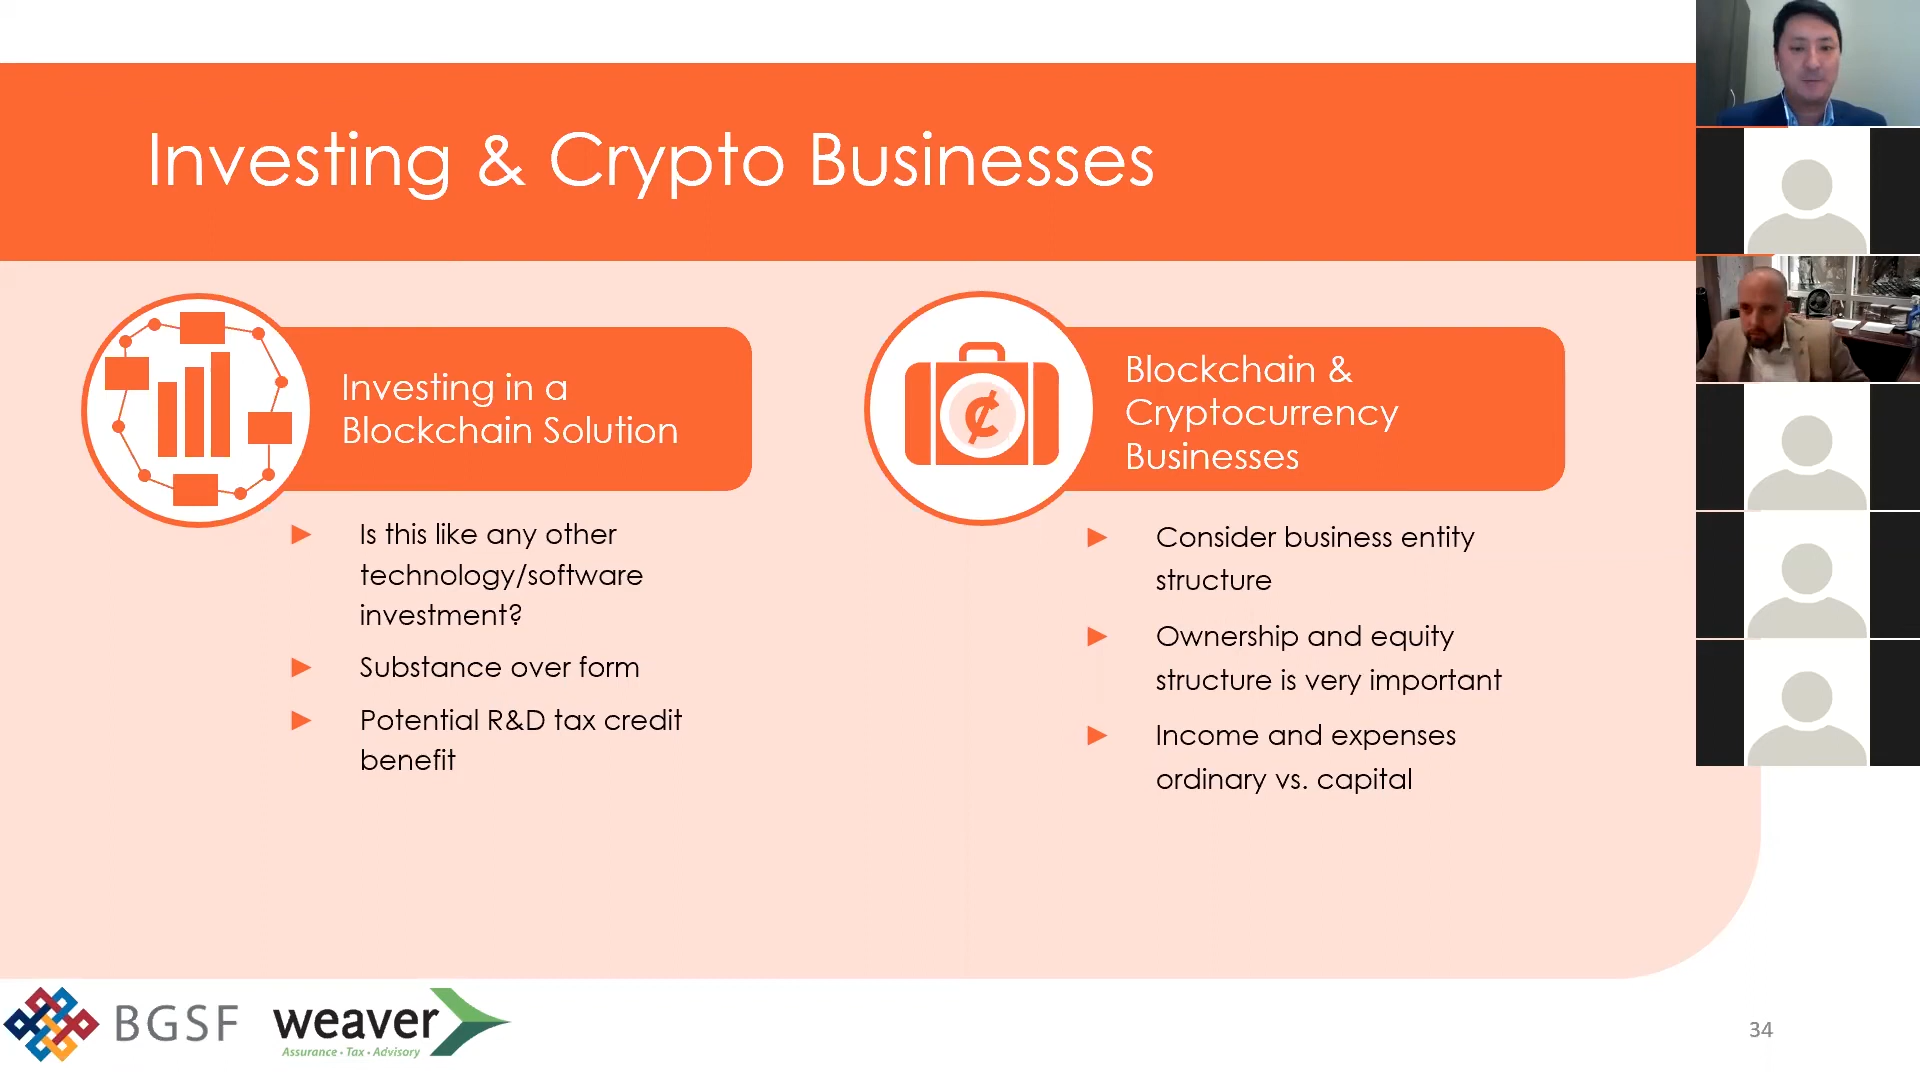 Investing & Crypto Businesses
Investing in a
Blockchain Solution
Is this like any other
technology/software
investment?
Substance over form
Potential R&D tax credit
benefit
Blockchain &
Cryptocurrency
Businesses
Consider business entity
structure
Ownership and equity
structure is very important
Income and expenses
ordinary vs. capital
BGSF
weaver
Assurance • Tax • Advisory
34